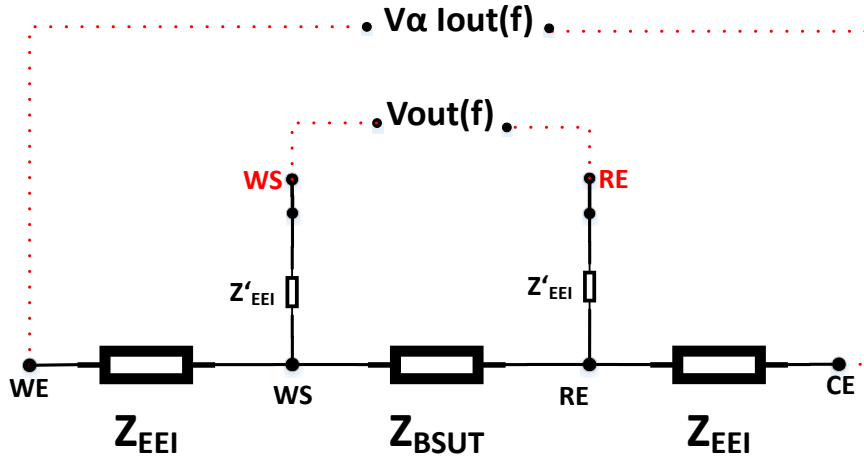 Vα Iout(f)
Vout(f)
WS
RE
Z‘EEI
Z‘EEI
WE
WS
RE
CE
ZEEI
ZBSUT
ZEEI